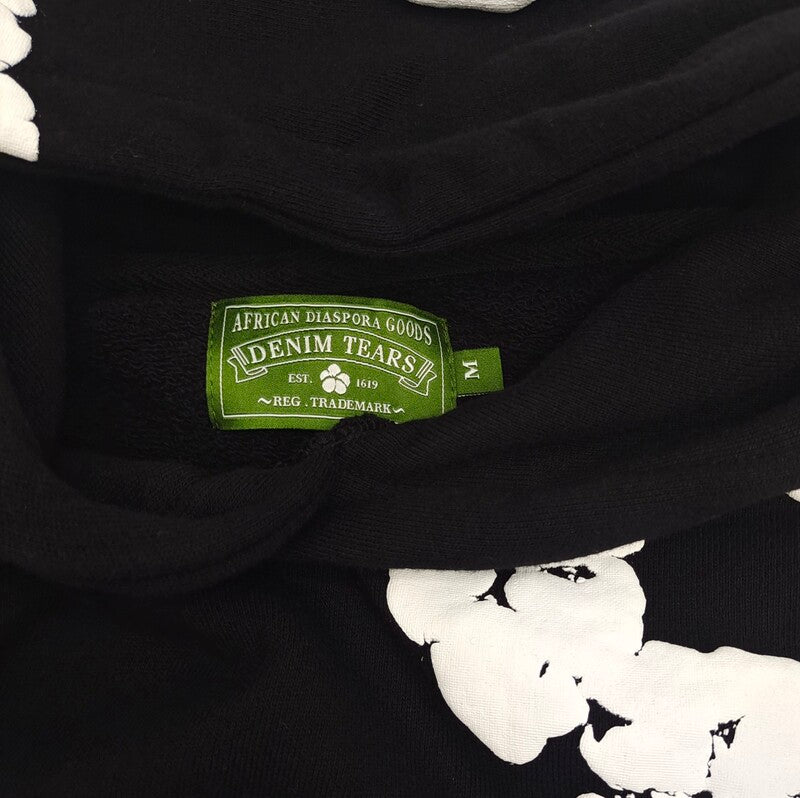 AFRICAN DIASPORA GOODS
DENIM TEARS
EST. 1619
~REG . TRADEMARK~
M